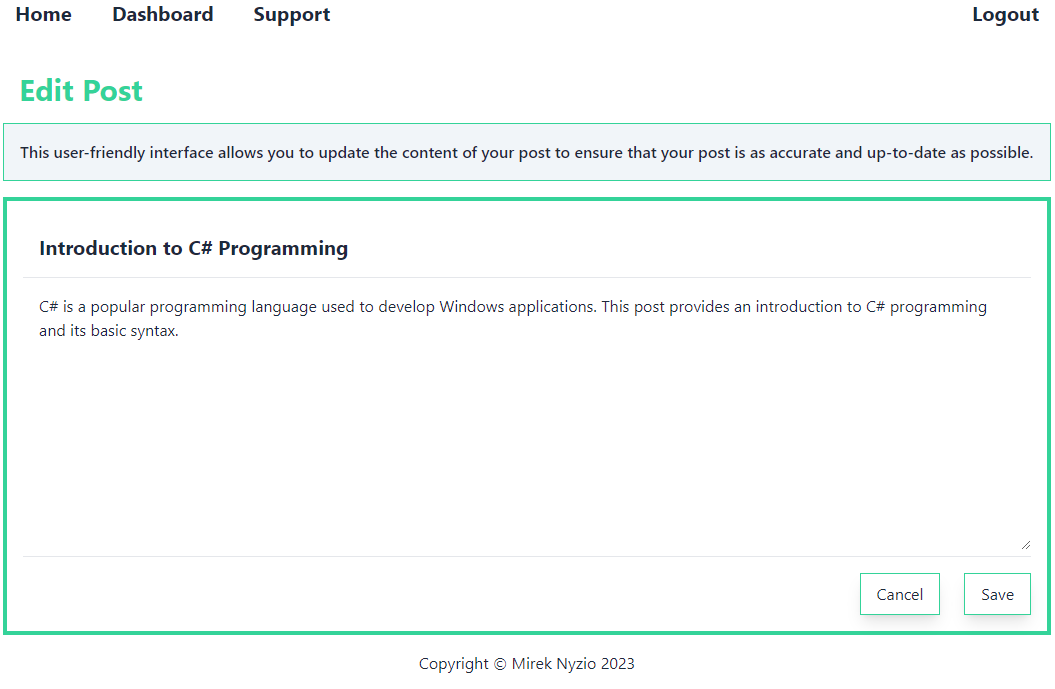 Home Dashboard Support Logout
Edit Post
This user-friendly interface allows you to update the content of your post to ensure that your post is as accurate and up-to-date as possible.
Introduction to C# Programming
C# is a popular programming language used to develop Windows applications. This post provides an introduction to C# programming
and its basic syntax.
Cancel Save
Copyright © Mirek Nyzio 2023